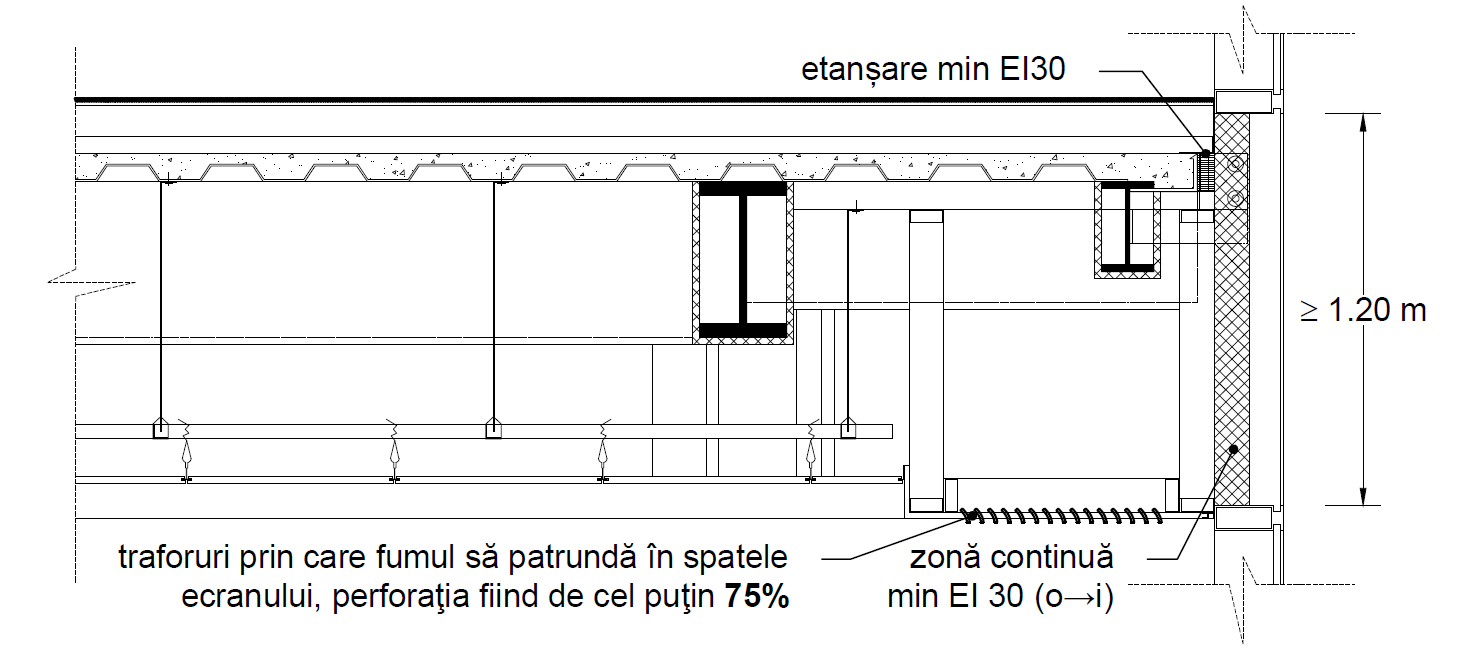 etanșare min EI30
≥ 1.20 m
traforuri prin care fumul să patrundă în spatele
ecranului, perforaţia fiind de cel puţin 75%
zonă continuă
min EI 30 (o→i)